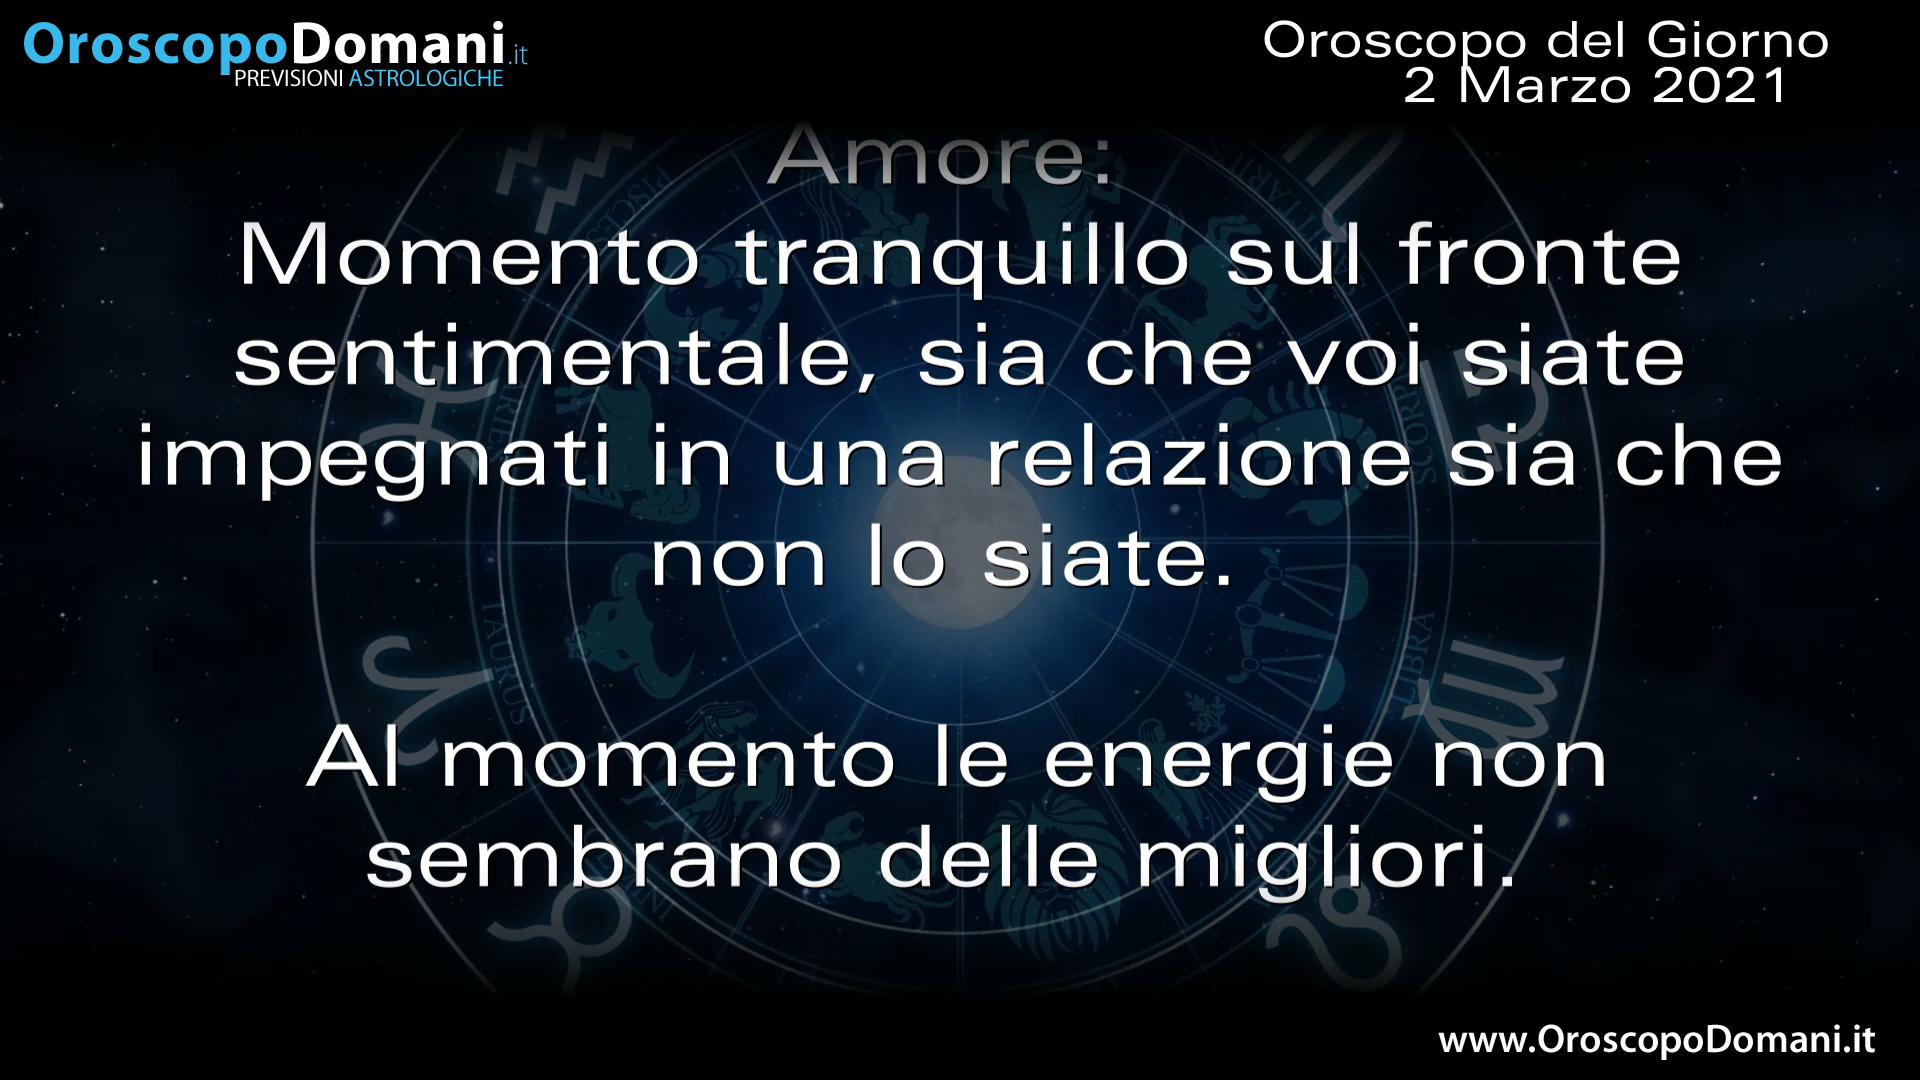 OroscopoDomani.it
PREVISIONI ASTROLOGICHE
Oroscopo del Giorno
2 Marzo 2021
Amore:
Momento tranquillo sul fronte
sentimentale, sia che voi siate
impegnati in una relazione sia che
non lo siate.
Al momento le energie non
sembrano delle migliori.
TAURUS
LIBRA
www.OroscopoDomani.it